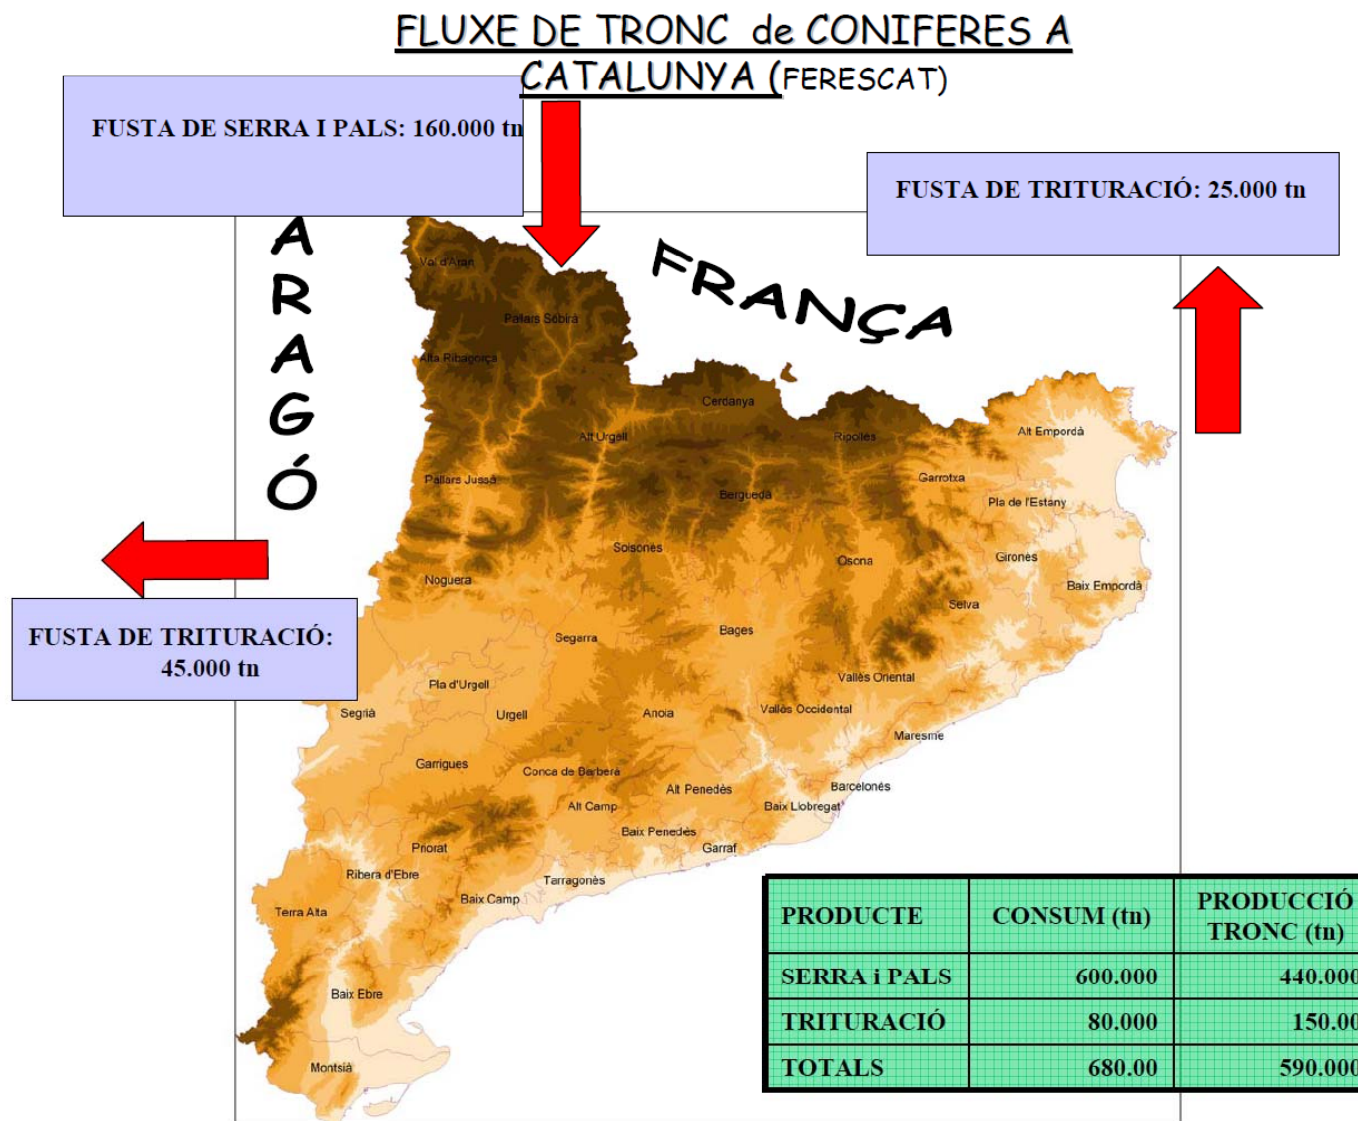 FLUXE DE TRONC de CONIFERES A
CATALUNYA (FERESCAT)
FUSTA DE SERRA I PALS: 160.000 tn
FUSTA DE TRITURACIÓ: 25.000 tn
ARAGÓ
FRANÇA
Val d'Aran
Pallars Sobirà
Alta Ribagorça
Cerdanya
Alt Urgell
Ripollès
Alt Empordà
Pallars Jussà
Berguedà
Garrotxa
Pla de l'Estany
Solsonès
Osona
Gironès
Noguera
Baix Empordà
Selva
FUSTA DE TRITURACIÓ:
45.000 tn
Segarra
Bages
Vallès Oriental
Pla d'Urgell
Segrià
Urgell
Anoia
Vallès Occidental
Maresme
Garrigues
Conca de Barberà
Alt Penedès
Barcelonès
Alt Camp
Baix Llobregat
Baix Penedès
Priorat
Garraf
Ribera d'Ebre
Tarragonès
Baix Camp
Terra Alta
Baix Ebre
Montsià
PRODUCTE CONSUM (tn) PRODUCCIÓ
TRONC (tn)
SERRA i PALS 600.000 440.000
TRITURACIÓ 80.000 150.00
TOTALS 680.00 590.000